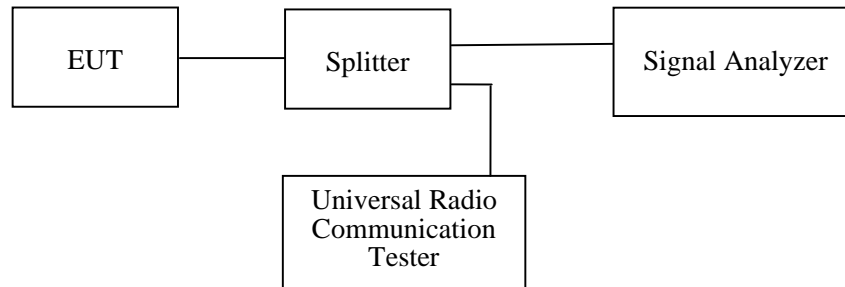 EUT
Splitter
Signal Analyzer
Universal Radio
Communication
Tester